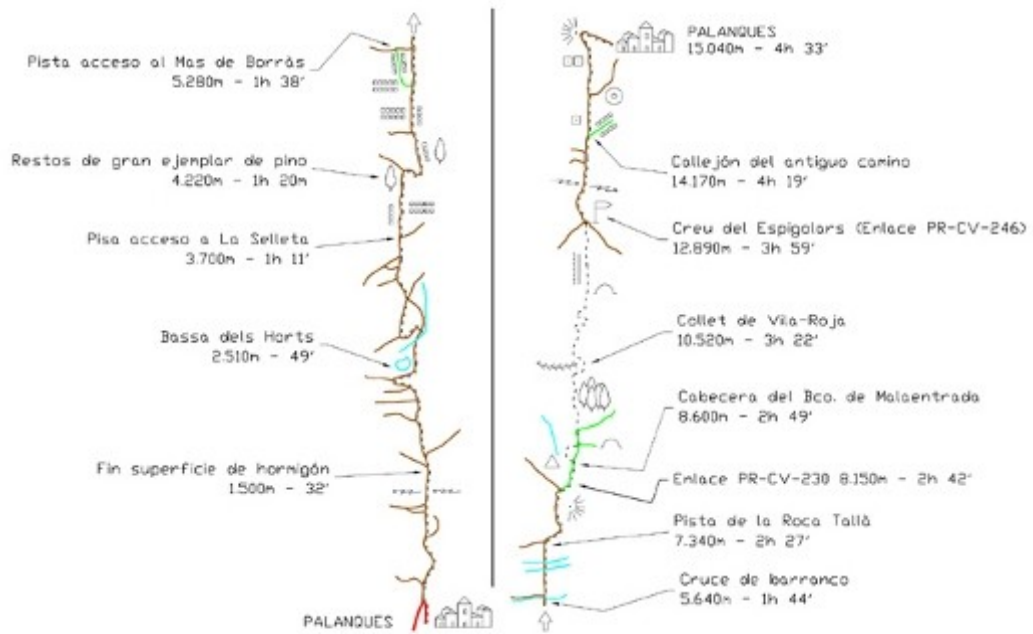 Pista acceso al Mas de Borràs
5.280m - 1h 38'
Restos de gran ejemplar de pino
4.220m - 1h 20m
Pisa acceso a La Selleta
3.700m - 1h 11'
Bassa dels Horts
2.510m - 49'
Fin superficie de hormigón
1.500m - 32'
PALANQUES
PALANQUES
15.040m - 4h 33'
Callejón del antiguo camino
14.170m - 4h 19'
Creu del Espigolars (Enlace PR-CV-246)
12.890m - 3h 59'
Collet de Vila-Roja
10.520m - 3h 22'
Cabecera del Bco. de Malaentrada
8.600m - 2h 49'
Enlace PR-CV-230 8.150m - 2h 42'
Pista de la Roca Tallà
7.340m - 2h 27'
Cruce de barranco
5.640m - 1h 44'